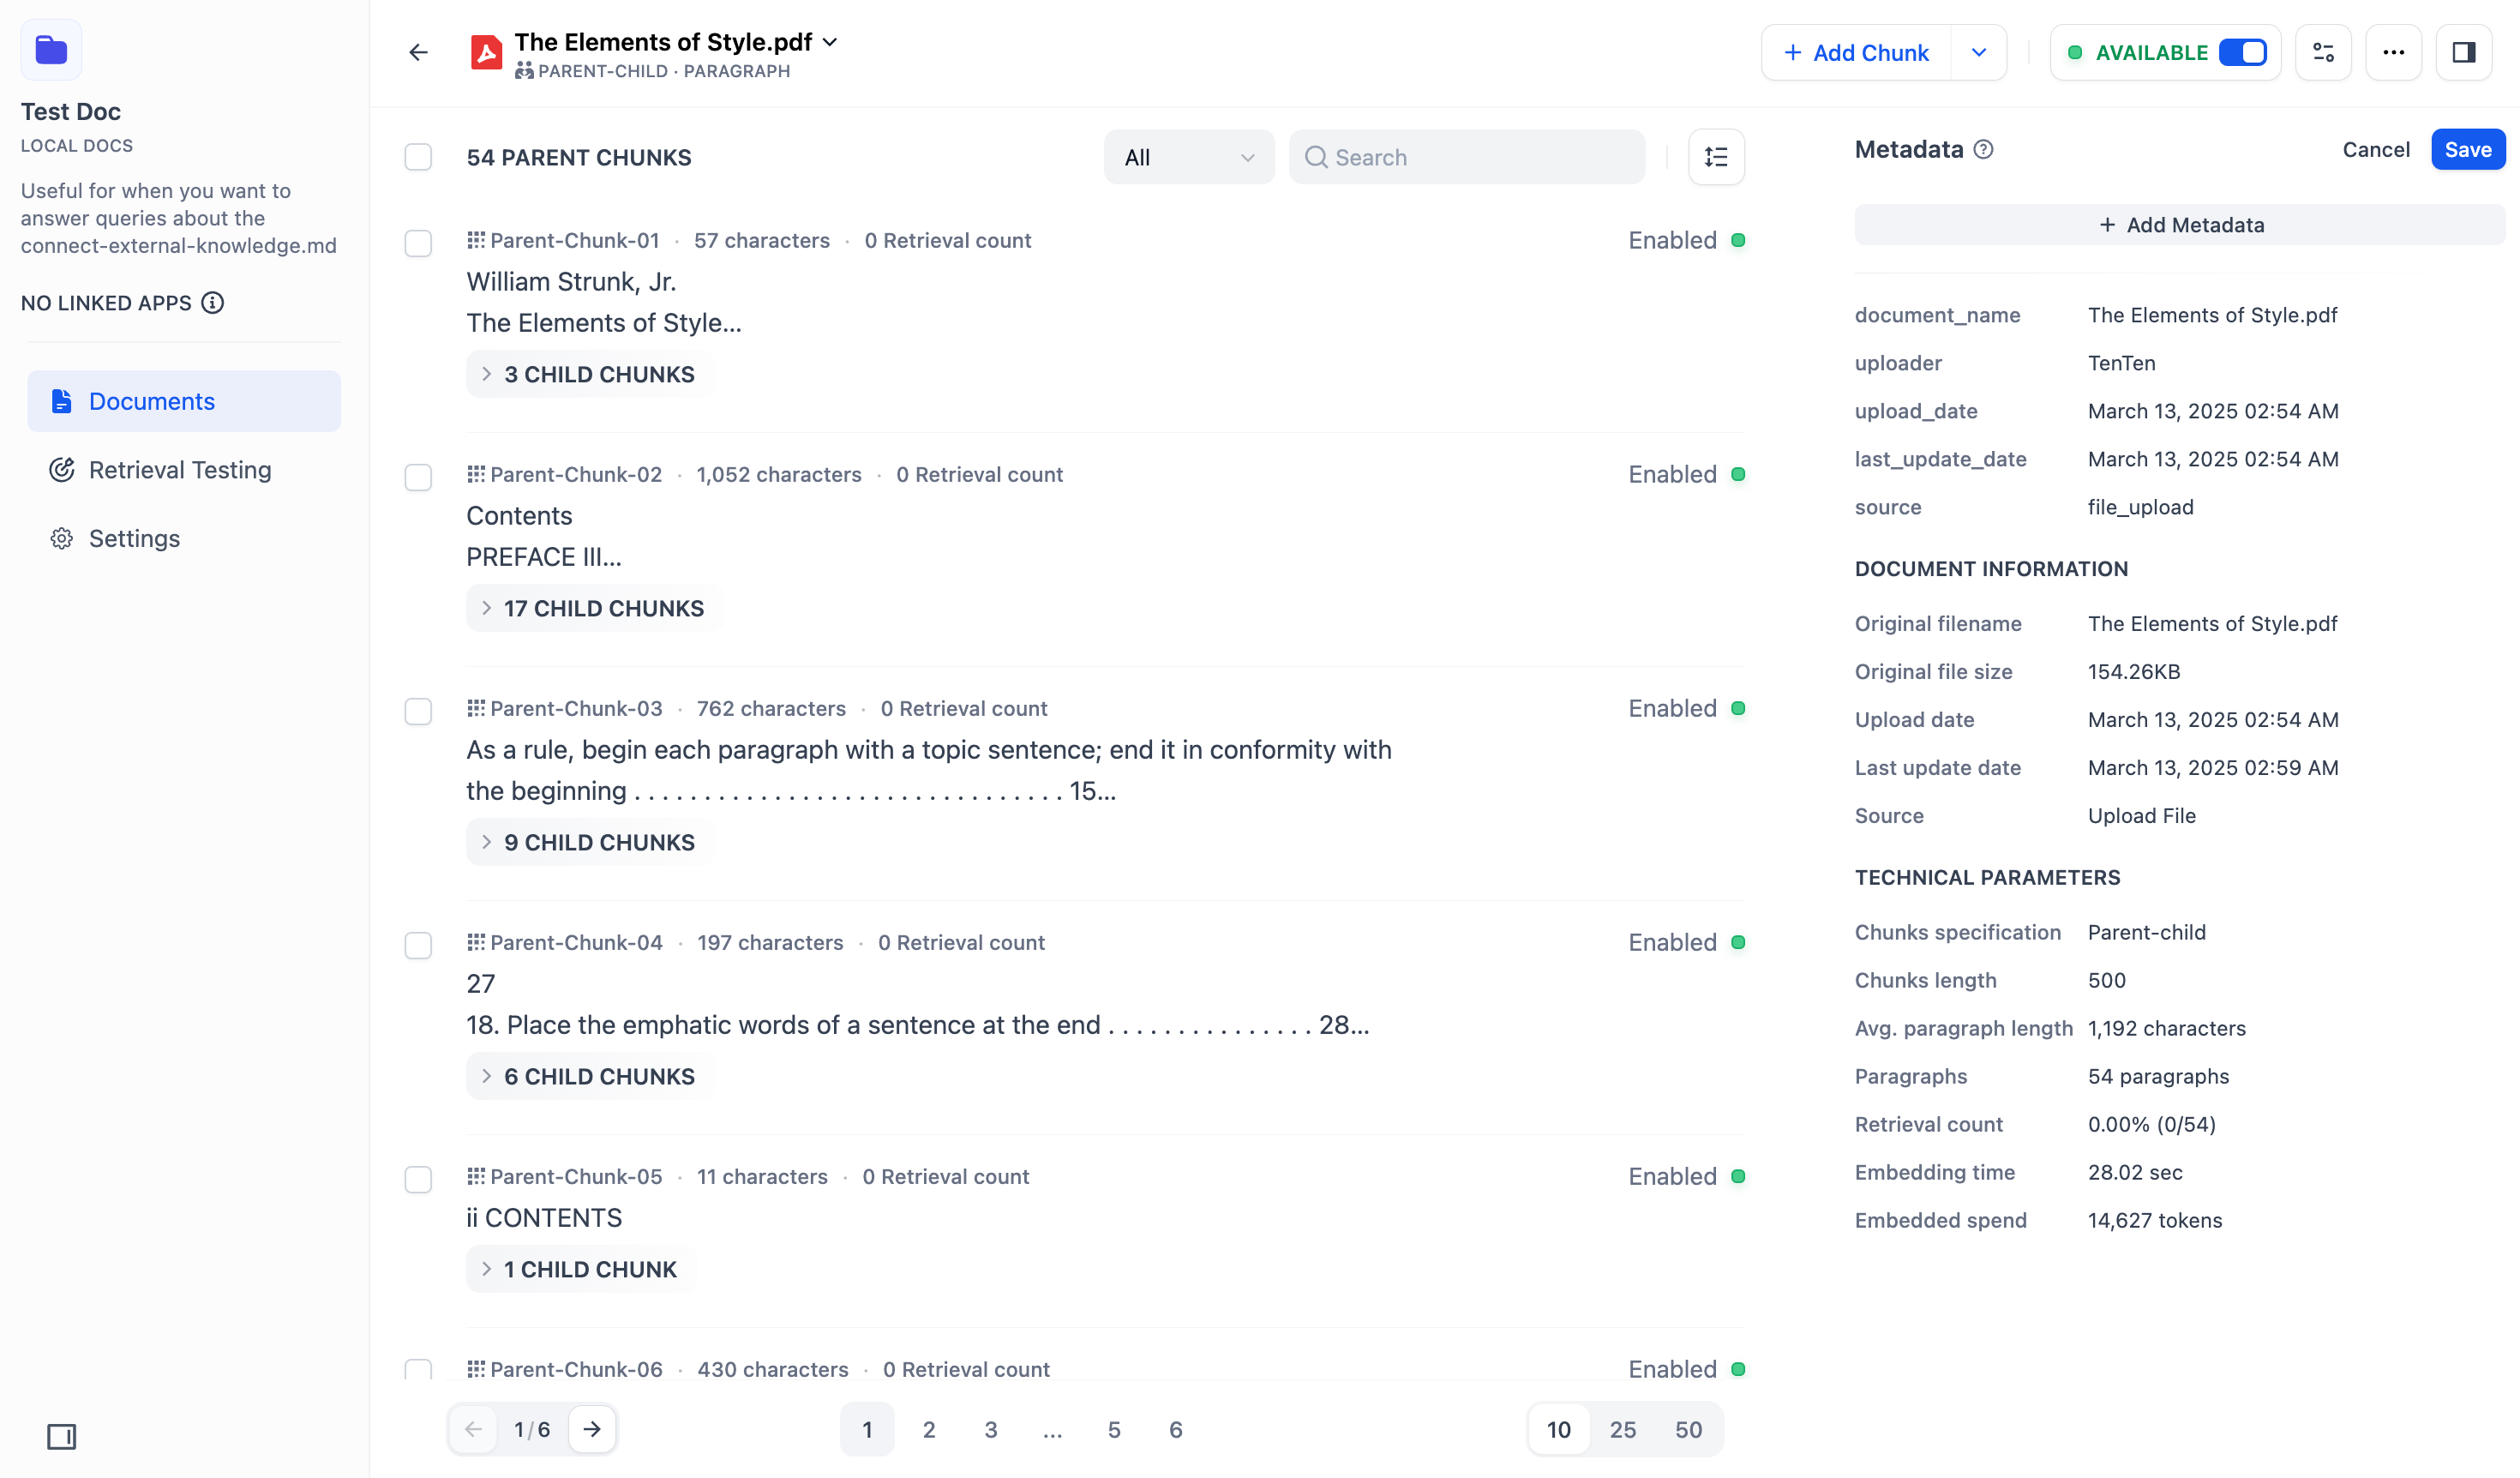 Test Doc
LOCAL DOCS
Useful for when you want to
answer queries about the
connect-external-knowledge.md
NO LINKED APPS
Documents
Retrieval Testing
Settings
The Elements of Style.pdf
PARENT-CHILD · PARAGRAPH
+ Add Chunk
AVAILABLE
54 PARENT CHUNKS
All
Search
Parent-Chunk-01 · 57 characters · 0 Retrieval count
Enabled
William Strunk, Jr.
The Elements of Style...
3 CHILD CHUNKS
Parent-Chunk-02 · 1,052 characters · 0 Retrieval count
Enabled
Contents
PREFACE III...
17 CHILD CHUNKS
Parent-Chunk-03 · 762 characters · 0 Retrieval count
Enabled
As a rule, begin each paragraph with a topic sentence; end it in conformity with
the beginning . . . . . . . . . . . . . . . . . . . . . . . . . . . . . . . 15...
9 CHILD CHUNKS
Parent-Chunk-04 · 197 characters · 0 Retrieval count
Enabled
27
18. Place the emphatic words of a sentence at the end . . . . . . . . . . . . . . . 28...
6 CHILD CHUNKS
Parent-Chunk-05 · 11 characters · 0 Retrieval count
Enabled
ii CONTENTS
1 CHILD CHUNK
Parent-Chunk-06 · 430 characters · 0 Retrieval count
Enabled
1/6
1 2 3 ... 5 6
10 25 50
Metadata
Cancel
Save
+ Add Metadata
document_name The Elements of Style.pdf
uploader TenTen
upload_date March 13, 2025 02:54 AM
last_update_date March 13, 2025 02:54 AM
source file_upload
DOCUMENT INFORMATION
Original filename The Elements of Style.pdf
Original file size 154.26KB
Upload date March 13, 2025 02:54 AM
Last update date March 13, 2025 02:59 AM
Source Upload File
TECHNICAL PARAMETERS
Chunks specification Parent-child
Chunks length 500
Avg. paragraph length 1,192 characters
Paragraphs 54 paragraphs
Retrieval count 0.00% (0/54)
Embedding time 28.02 sec
Embedded spend 14,627 tokens